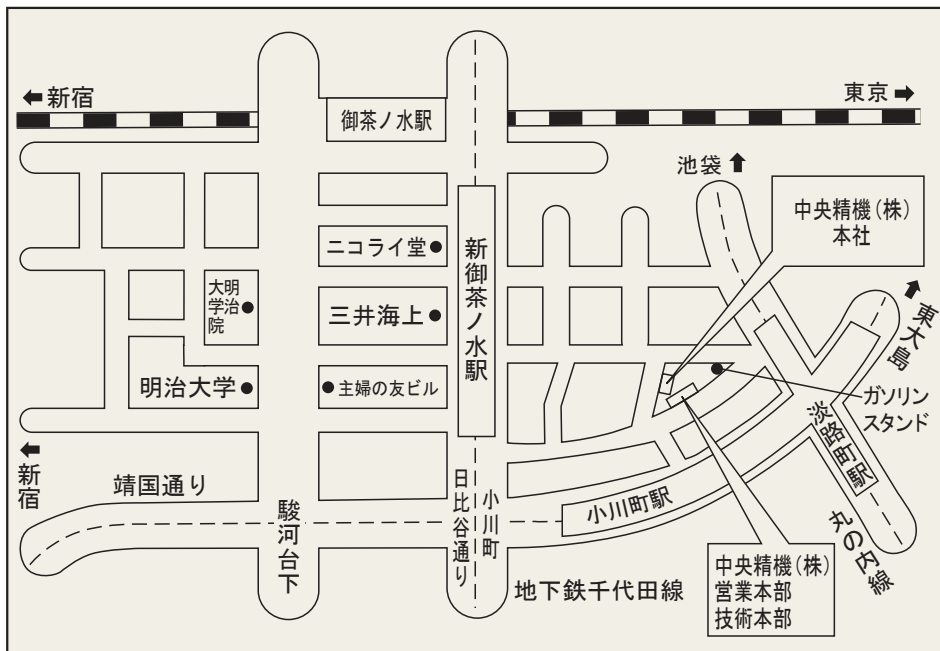 新宿
東京
御茶ノ水駅
池袋
中央精機(株)
本社
ニコライ堂
新御茶ノ水駅
大明
学治
院
三井海上
東大島
明治大学
主婦の友ビル
ガソリン
スタンド
淡路町駅
新宿
靖国通り
駿河台下
日比谷通り
小川町
小川町駅
丸の内線
地下鉄千代田線
中央精機(株)
営業本部
技術本部